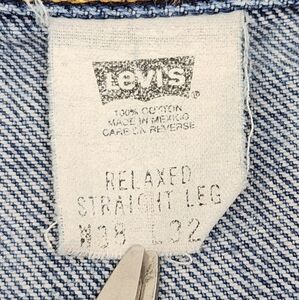 Levi's ®
100% COTTON
MADE IN MEXICO
CARE ON REVERSE
RELAXED
STRAIGHT LEG
W38 L32